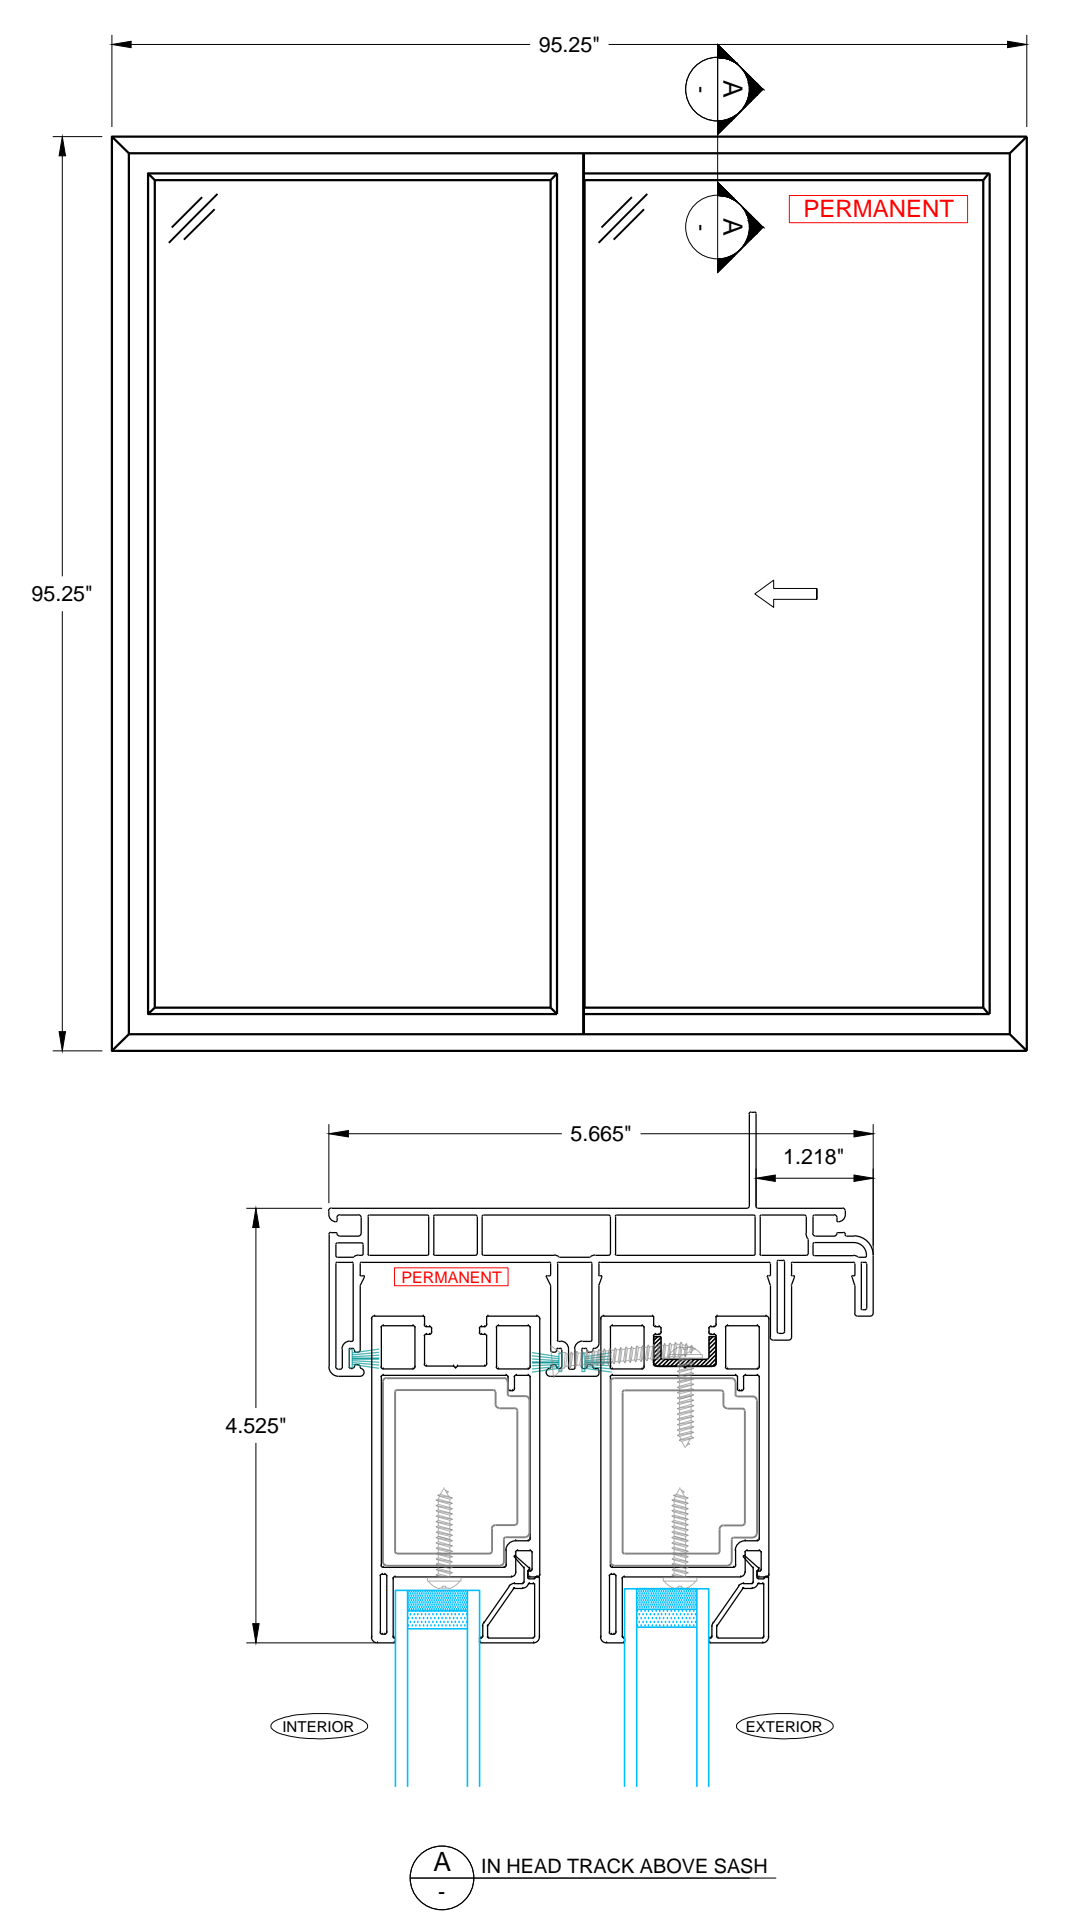 95.25"
A
-
A
-
PERMANENT
95.25"
5.665"
1.218"
PERMANENT
4.525"
INTERIOR
EXTERIOR
A
-
IN HEAD TRACK ABOVE SASH